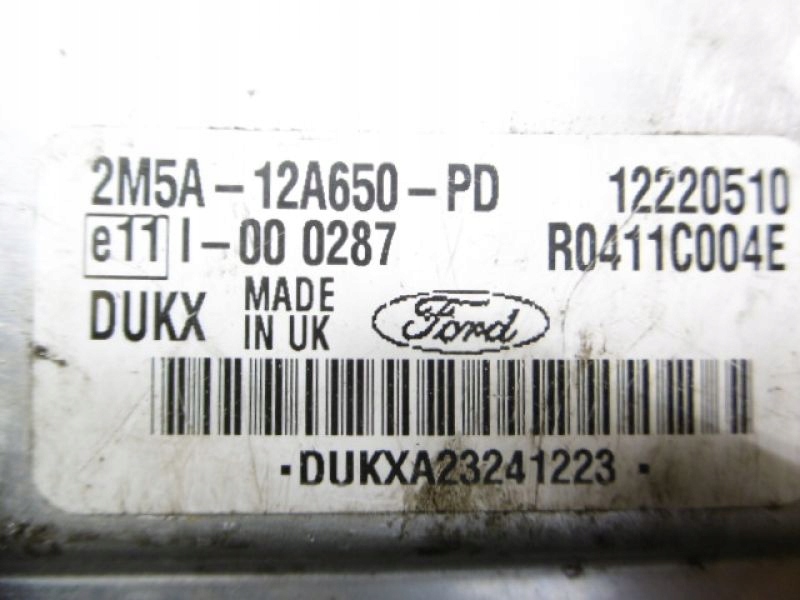 2M5A-12A650-PD 12220510
e11 I-00 0287 R0411C004E
DUKX MADE IN UK Ford
·DUKXA23241223·